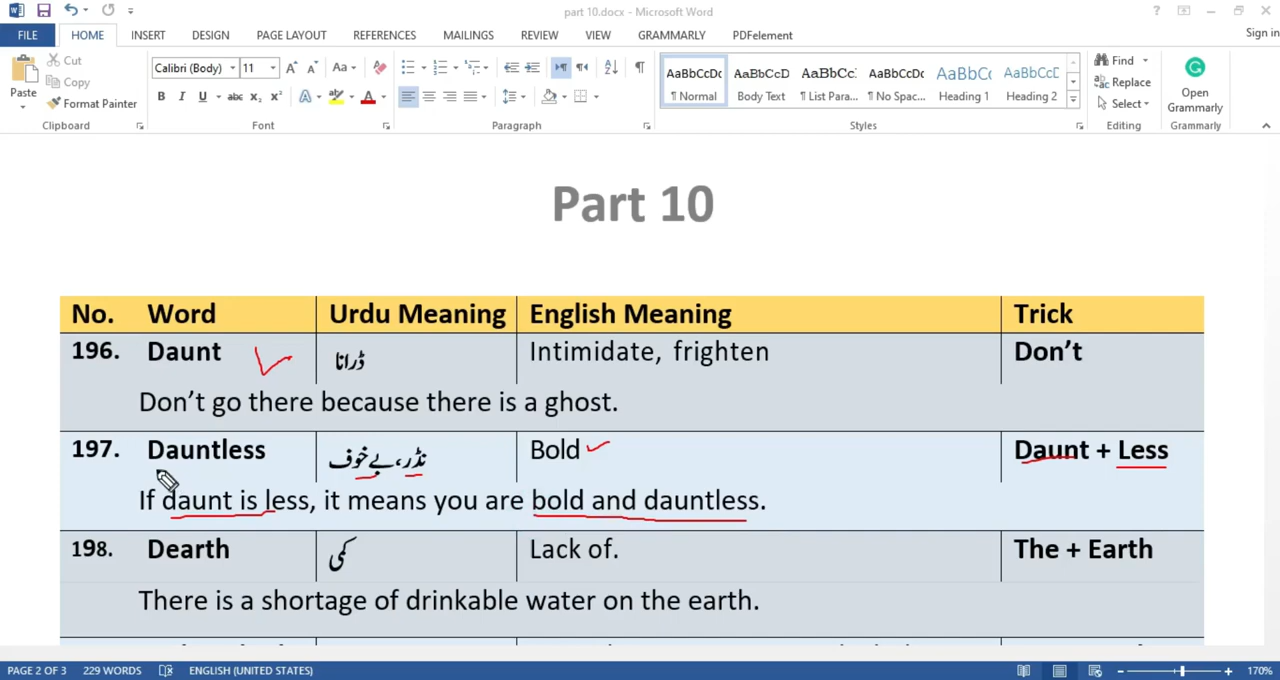 part 10.docx - Microsoft Word
FILE HOME INSERT DESIGN PAGE LAYOUT REFERENCES MAILINGS REVIEW VIEW GRAMMARLY PDFelement Sign in
Paste Cut Copy Format Painter
Calibri (Body) 11
AaBbCcDc AaBbCcD AaBbCc AaBbCcDc AaBbCc AaBbCcD
¶ Normal Body Text ¶ List Para... ¶ No Spac... Heading 1 Heading 2
Find Replace Select
Open Grammarly
Clipboard Font Paragraph Styles Editing Grammarly
Part 10
No. Word Urdu Meaning English Meaning Trick
196. Daunt ڈرانا Intimidate, frighten Don’t
Don’t go there because there is a ghost.
197. Dauntless نڈر، بے خوف Bold Daunt + Less
If daunt is less, it means you are bold and dauntless.
198. Dearth کمی Lack of. The + Earth
There is a shortage of drinkable water on the earth.
PAGE 2 OF 3 229 WORDS ENGLISH (UNITED STATES) 170%